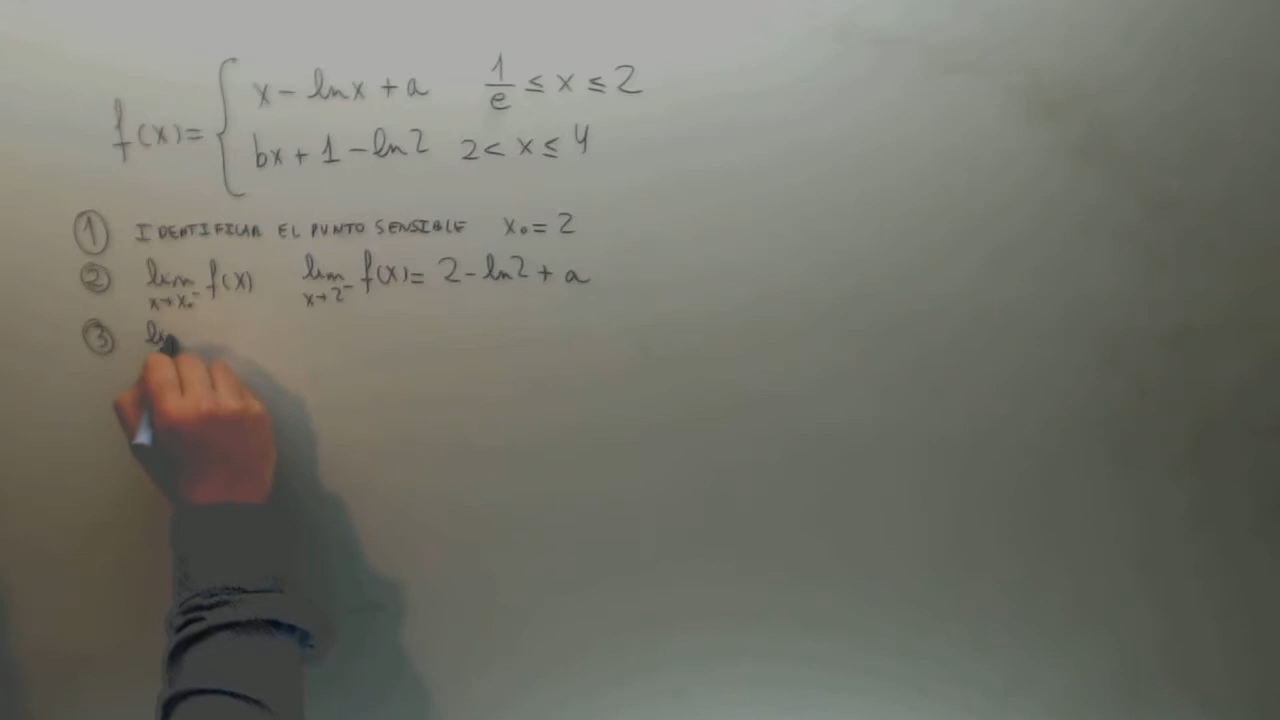 f(x)= { x - ln x + a 1/e ≤ x ≤ 2
bx + 1 - ln 2 2 < x ≤ 4
① IDENTIFICAR EL PUNTO SENSIBLE x₀ = 2
② lim x→x₀⁻ f(x) lim x→2⁻ f(x) = 2 - ln 2 + a
③